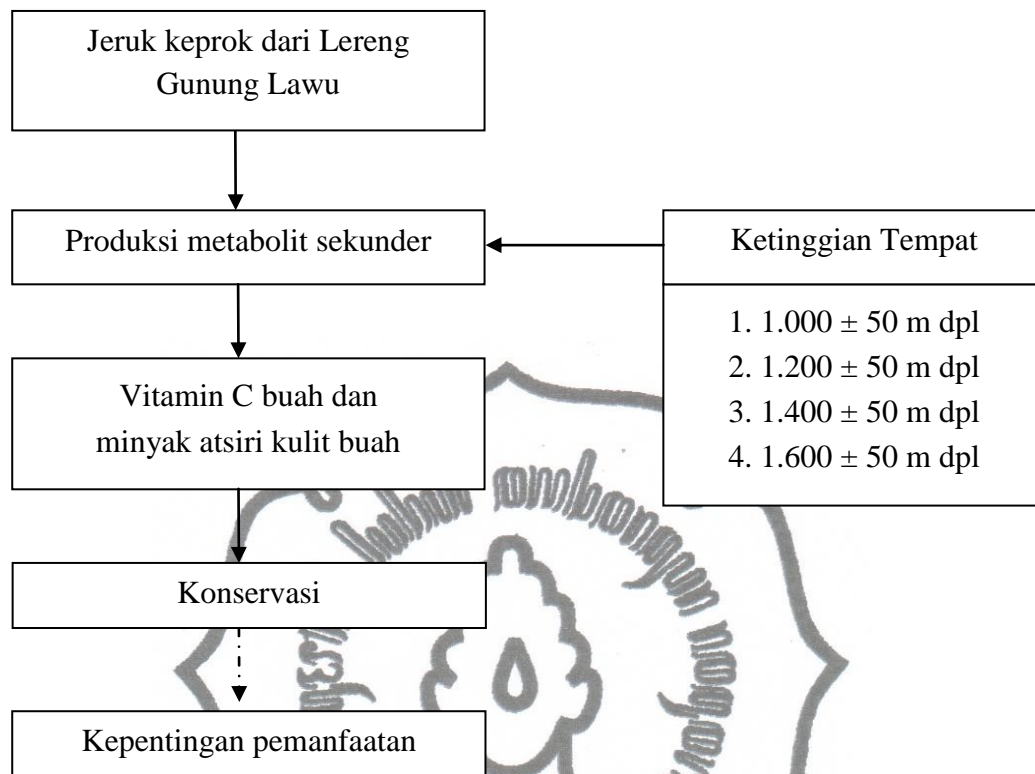 Jeruk keprok dari Lereng
Gunung Lawu
Produksi metabolit sekunder
Ketinggian Tempat
1. 1.000 ± 50 m dpl
2. 1.200 ± 50 m dpl
3. 1.400 ± 50 m dpl
4. 1.600 ± 50 m dpl
Vitamin C buah dan
minyak atsiri kulit buah
Konservasi
Kepentingan pemanfaatan